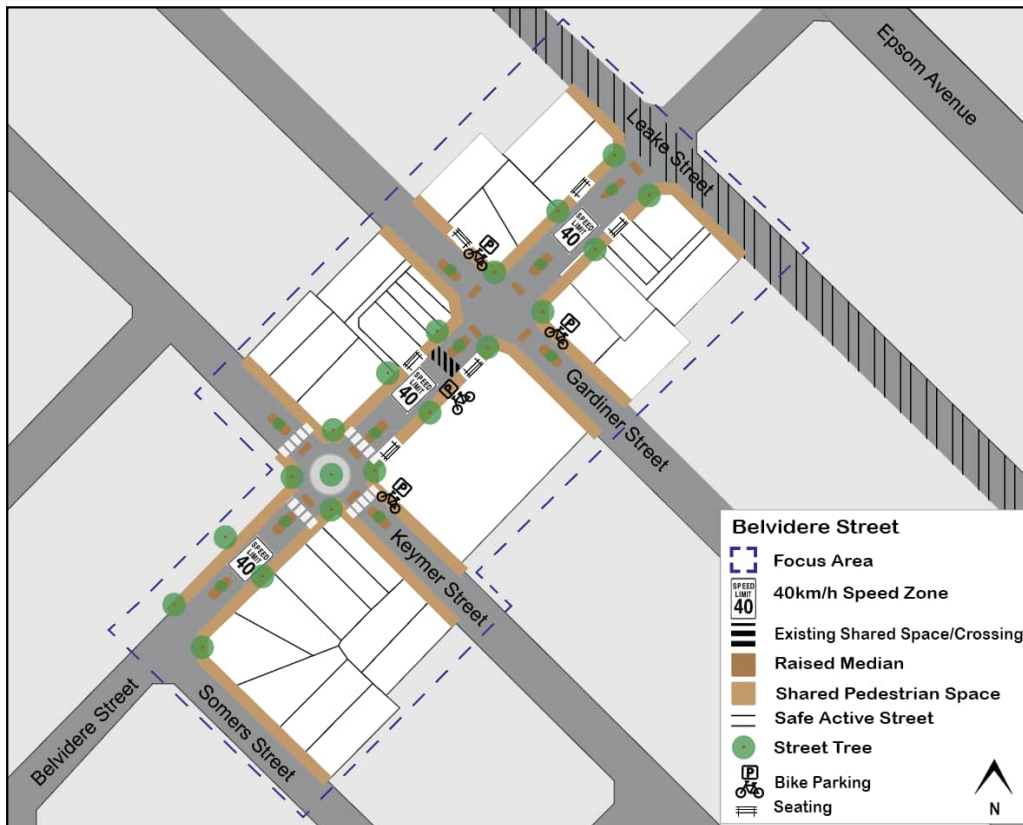 Epsom Avenue
Leake Street
SPEED
LIMIT
40
P
P
Gardiner Street
SPEED
LIMIT
40
P
P
Keymer Street
SPEED
LIMIT
40
Somers Street
Belvidere Street
Belvidere Street
Focus Area
SPEED
LIMIT
40
40km/h Speed Zone
Existing Shared Space/Crossing
Raised Median
Shared Pedestrian Space
Safe Active Street
Street Tree
P
Bike Parking
Seating
N